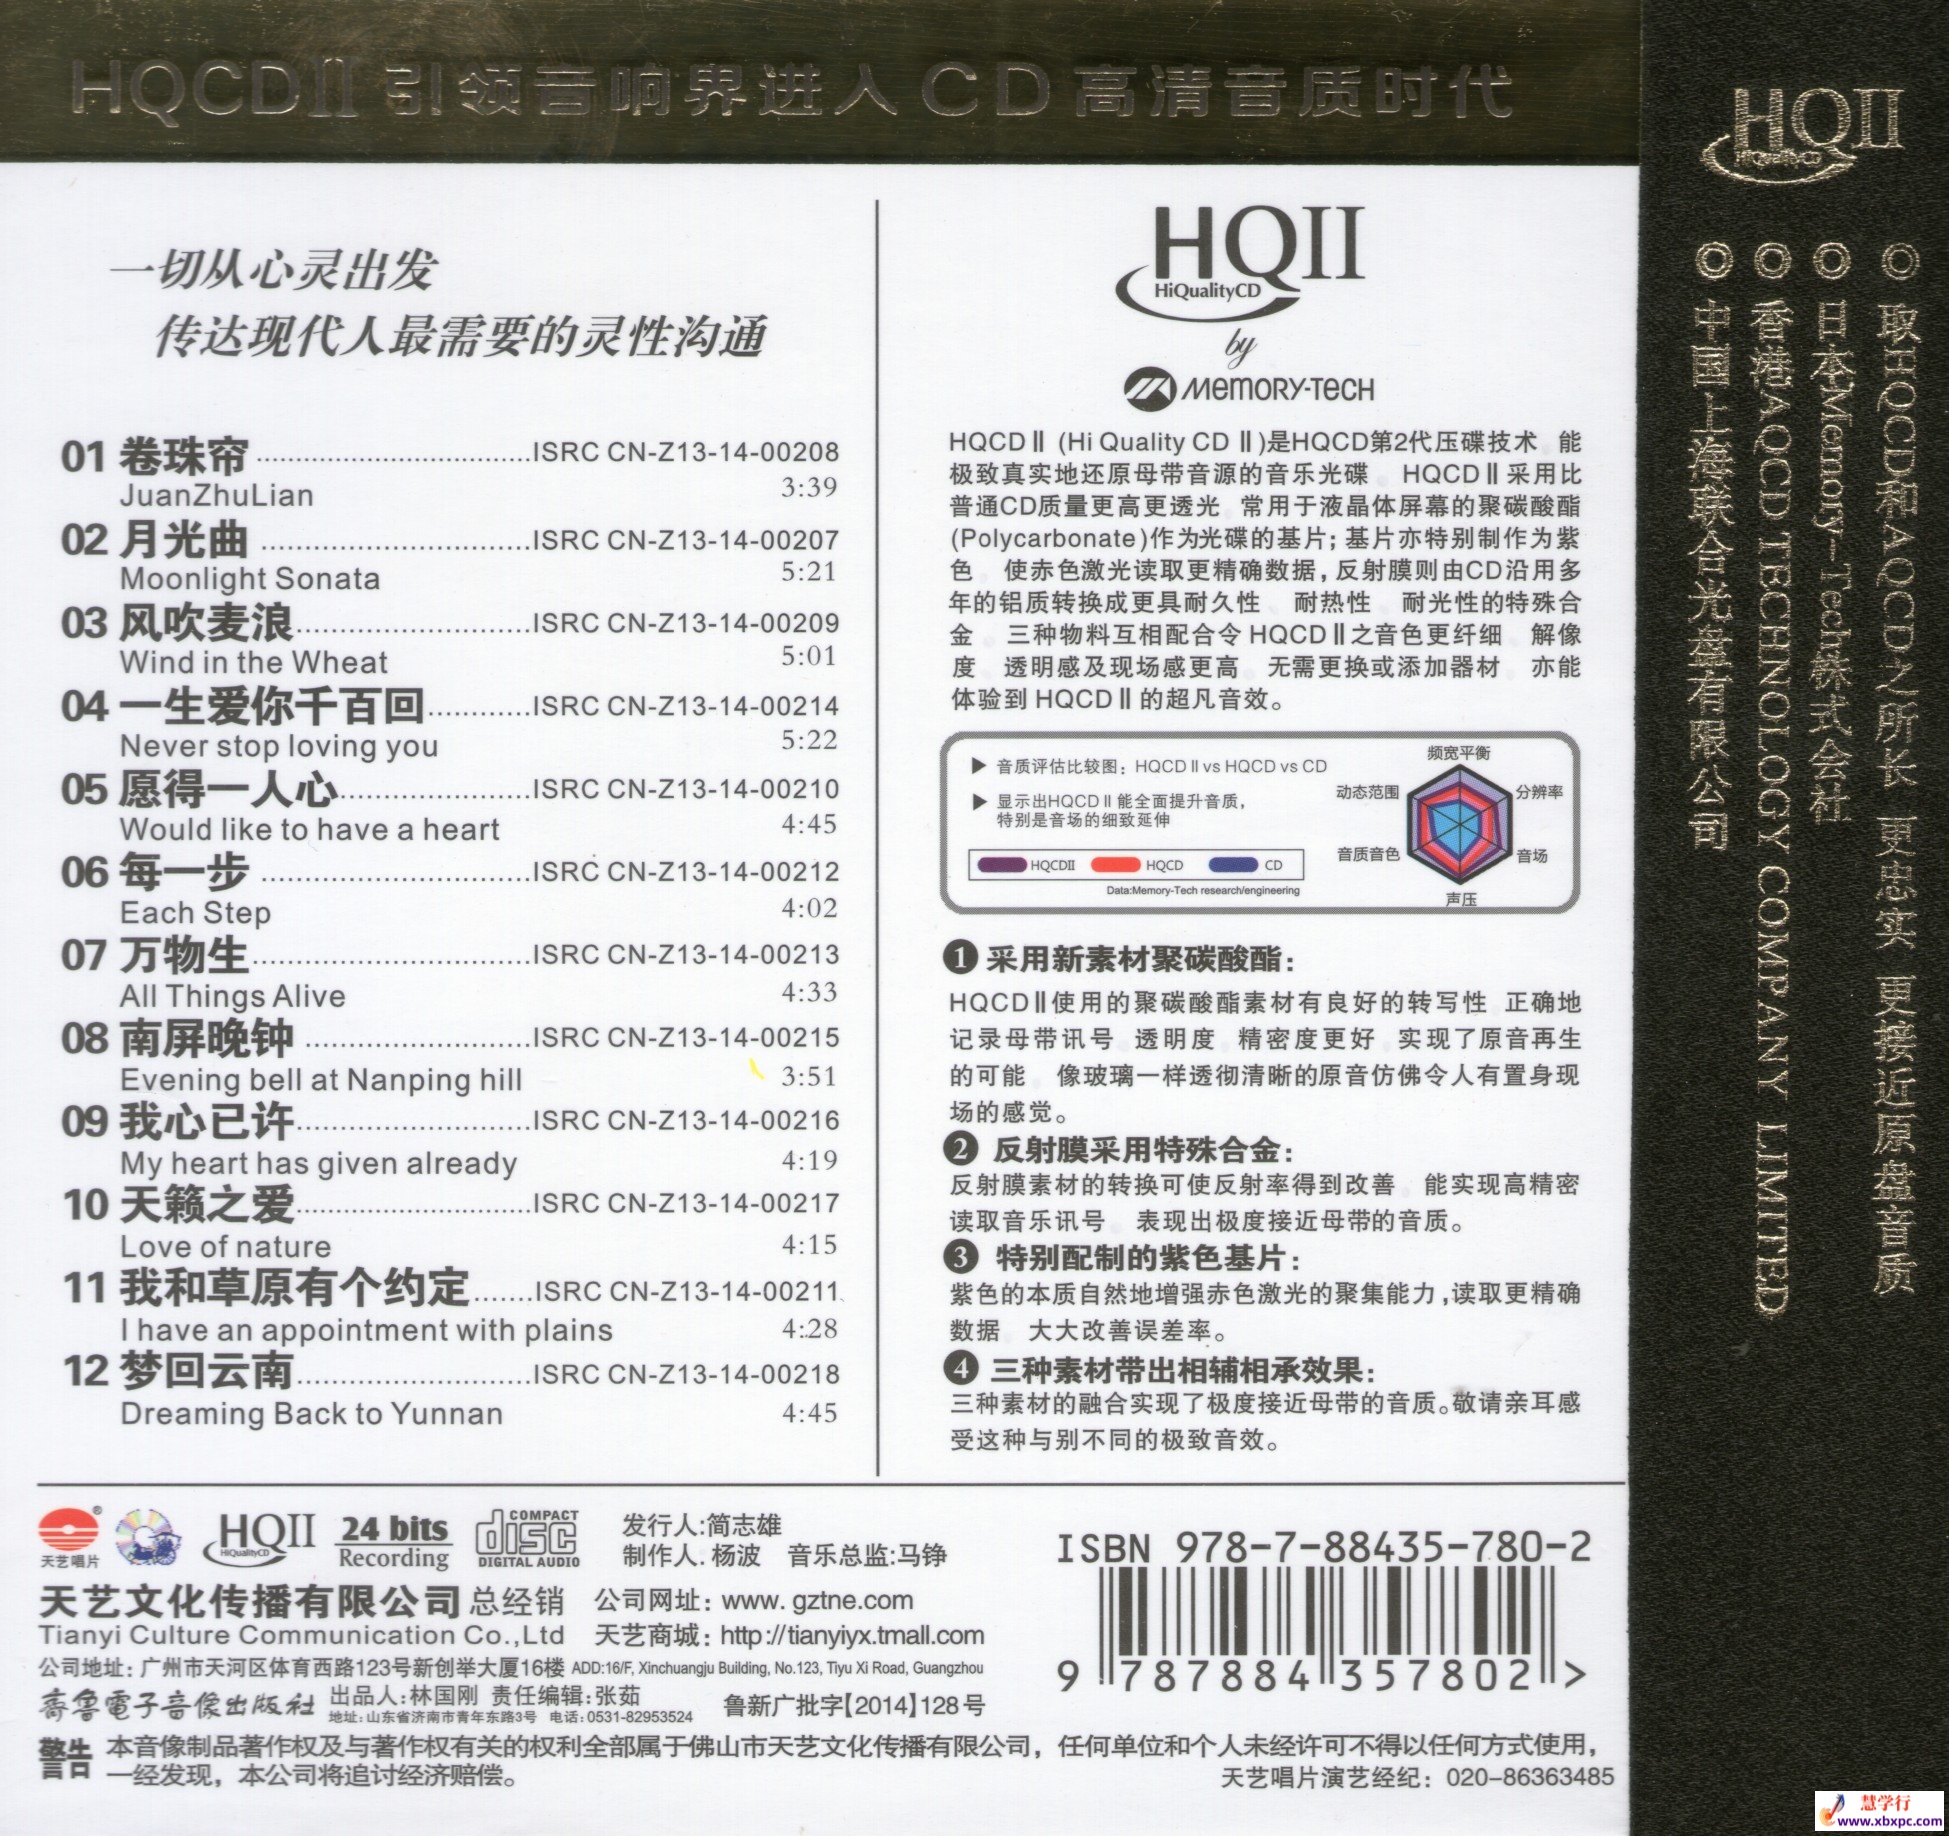 HQCDⅡ 引领音响界进入CD高清音质时代
一切从心灵出发
传达现代人最需要的灵性沟通
01 卷珠帘 ................................ISRC CN-Z13-14-00208
JuanZhuLian 3:39
02 月光曲 ...............................ISRC CN-Z13-14-00207
Moonlight Sonata 5:21
03 风吹麦浪...........................ISRC CN-Z13-14-00209
Wind in the Wheat 5:01
04 一生爱你千百回............ISRC CN-Z13-14-00214
Never stop loving you 5:22
05 愿得一人心......................ISRC CN-Z13-14-00210
Would like to have a heart 4:45
06 每一步 ...............................ISRC CN-Z13-14-00212
Each Step 4:02
07 万物生................................ISRC CN-Z13-14-00213
All Things Alive 4:33
08 南屏晚钟 ..........................ISRC CN-Z13-14-00215
Evening bell at Nanping hill 3:51
09 我心已许...........................ISRC CN-Z13-14-00216
My heart has given already 4:19
10 天籁之爱...........................ISRC CN-Z13-14-00217
Love of nature 4:15
11 我和草原有个约定.......ISRC CN-Z13-14-00211
I have an appointment with plains 4:28
12 梦回云南...........................ISRC CN-Z13-14-00218
Dreaming Back to Yunnan 4:45
HQII
HiQualityCD
by
MEMORY-TECH
HQCDⅡ (Hi Quality CD Ⅱ)是HQCD第2代压碟技术 能
极致真实地还原母带音源的音乐光碟 HQCDⅡ采用比
普通CD质量更高更透光 常用于液晶体屏幕的聚碳酸酯
(Polycarbonate)作为光碟的基片; 基片亦特别制作为紫
色 使赤色激光读取更精确数据, 反射膜则由CD沿用多
年的铝质转换成更具耐久性 耐热性 耐光性的特殊合
金 三种物料互相配合令 HQCDⅡ之音色更纤细 解像
度 透明感及现场感更高 无需更换或添加器材 亦能
体验到 HQCDⅡ 的超凡音效。
▶ 音质评估比较图: HQCDⅡ vs HQCD vs CD
▶ 显示出HQCDⅡ 能全面提升音质,
特别是音场的细致延伸
HQCDII HQCD CD
Data:Memory-Tech research/engineering
频宽平衡
动态范围 分辨率
音质音色 音场
声压
❶ 采用新素材聚碳酸酯:
HQCDⅡ使用的聚碳酸酯素材有良好的转写性 正确地
记录母带讯号 透明度 精密度更好 实现了原音再生
的可能 像玻璃一样透彻清晰的原音仿佛令人有置身现
场的感觉。
❷ 反射膜采用特殊合金:
反射膜素材的转换可使反射率得到改善 能实现高精密
读取音乐讯号 表现出极度接近母带的音质。
❸ 特别配制的紫色基片:
紫色的本质自然地增强赤色激光的聚集能力,读取更精确
数据 大大改善误差率。
❹ 三种素材带出相辅相承效果:
三种素材的融合实现了极度接近母带的音质。敬请亲耳感
受这种与别不同的极致音效。
天艺唱片
HQII
HiQualityCD
24 bits
Recording
COMPACT
disc
DIGITAL AUDIO
发行人:简志雄
制作人: 杨波 音乐总监:马铮
天艺文化传播有限公司 总经销 公司网址: www. gztne.com
Tianyi Culture Communication Co.,Ltd 天艺商城: http://tianyiyx.tmall.com
公司地址: 广州市天河区体育西路123号新创举大厦16楼 ADD:16/F, Xinchuangju Building, No.123, Tiyu Xi Road, Guangzhou
齐鲁電子音像出版社 出品人:林国刚 责任编辑:张茹 鲁新广批字【2014】128号
地址:山东省济南市青年东路3号 电话:0531-82953524
ISBN 978-7-88435-780-2
9 787884 357802 >
警告 本音像制品著作权及与著作权有关的权利全部属于佛山市天艺文化传播有限公司, 任何单位和个人未经许可不得以任何方式使用,
一经发现, 本公司将追讨经济赔偿。 天艺唱片演艺经纪: 020-86363485
HQII
HiQualityCD
◎ 取HQCD和AQCD之所长 更忠实 更接近原盘音质
◎ 日本Memory-Tech株式会社
◎ 香港AQCD TECHNOLOGY COMPANY LIMITED
◎ 中国上海联合光盘有限公司
慧学行
www.xbxpc.com